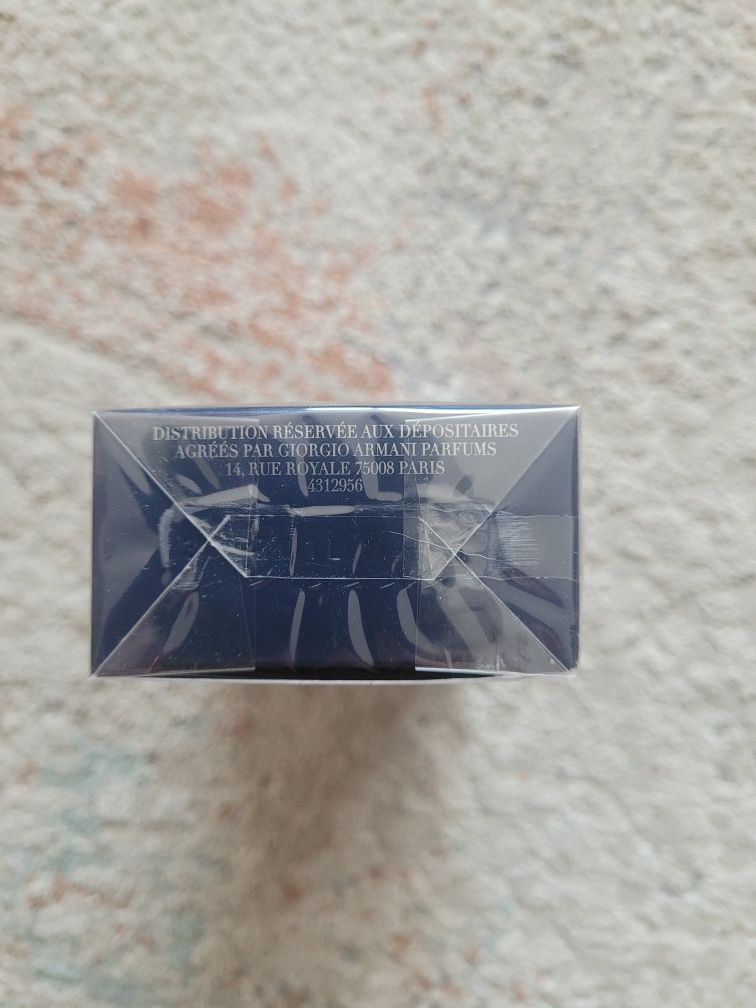 DISTRIBUTION RÉSERVÉE AUX DÉPOSITAIRES
AGRÉÉS PAR GIORGIO ARMANI PARFUMS
14, RUE ROYALE 75008 PARIS
4312956